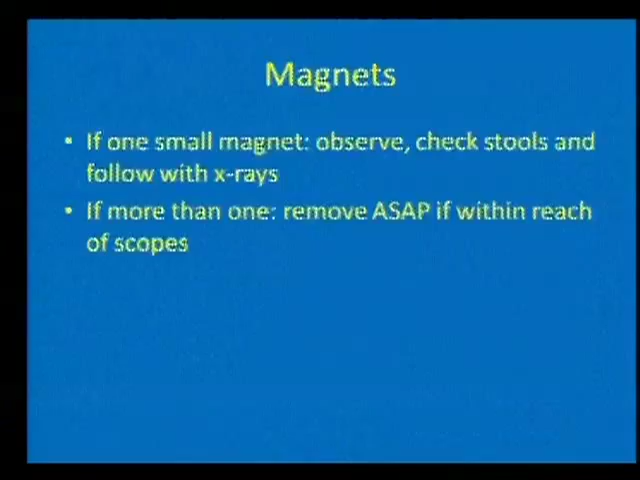 Magnets
• If one small magnet: observe, check stools and
follow with x-rays
• If more than one: remove ASAP if within reach
of scopes